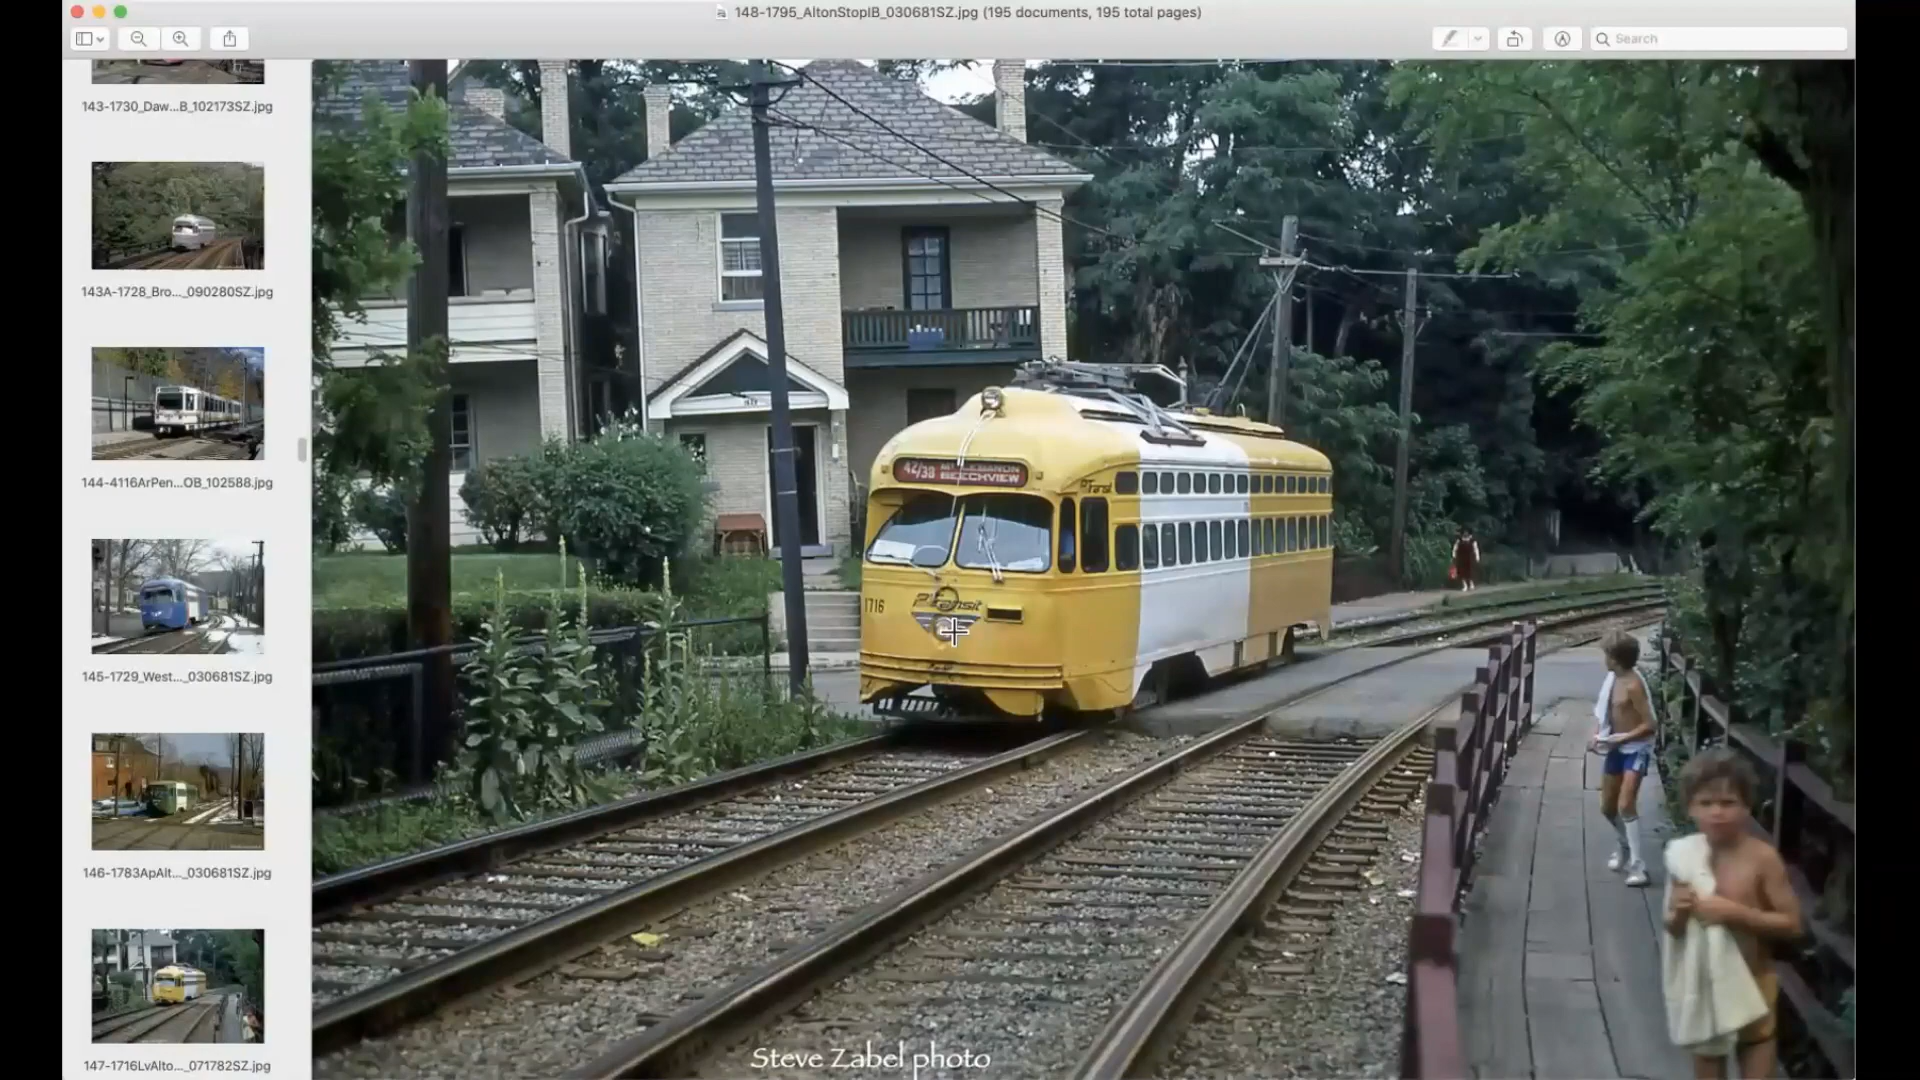 148-1795_AltonStopIB_030681SZ.jpg (195 documents, 195 total pages)
Search
143-1730_Daw...B_102173SZ.jpg
143A-1728_Bro..._090280SZ.jpg
144-4116ArPen...OB_102588.jpg
145-1729_West..._030681SZ.jpg
146-1783ApAlt..._030681SZ.jpg
147-1716LvAlto..._071782SZ.jpg
42/38 MT. LEBANON
BEECHVIEW
1716
Steve Zabel photo